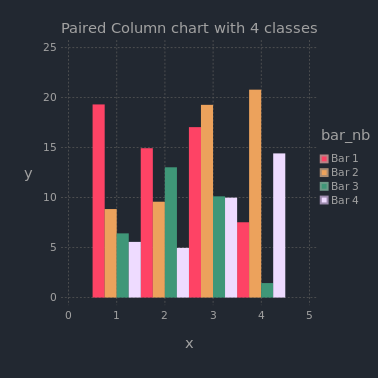 Paired Column chart with 4 classes
25
20
15
10
5
0
y
0 1 2 3 4 5
x
bar_nb
Bar 1
Bar 2
Bar 3
Bar 4